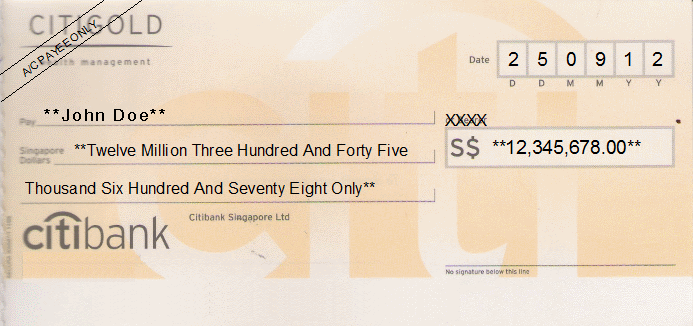 CITIGOLD
A/C PAYEE ONLY
wealth management
Date 2 5 0 9 1 2
D D M M Y Y
Pay **John Doe**
XXXX
Singapore Dollars **Twelve Million Three Hundred And Forty Five
S$ **12,345,678.00**
Thousand Six Hundred And Seventy Eight Only**
Citibank Singapore Ltd
citibank
No signature below this line